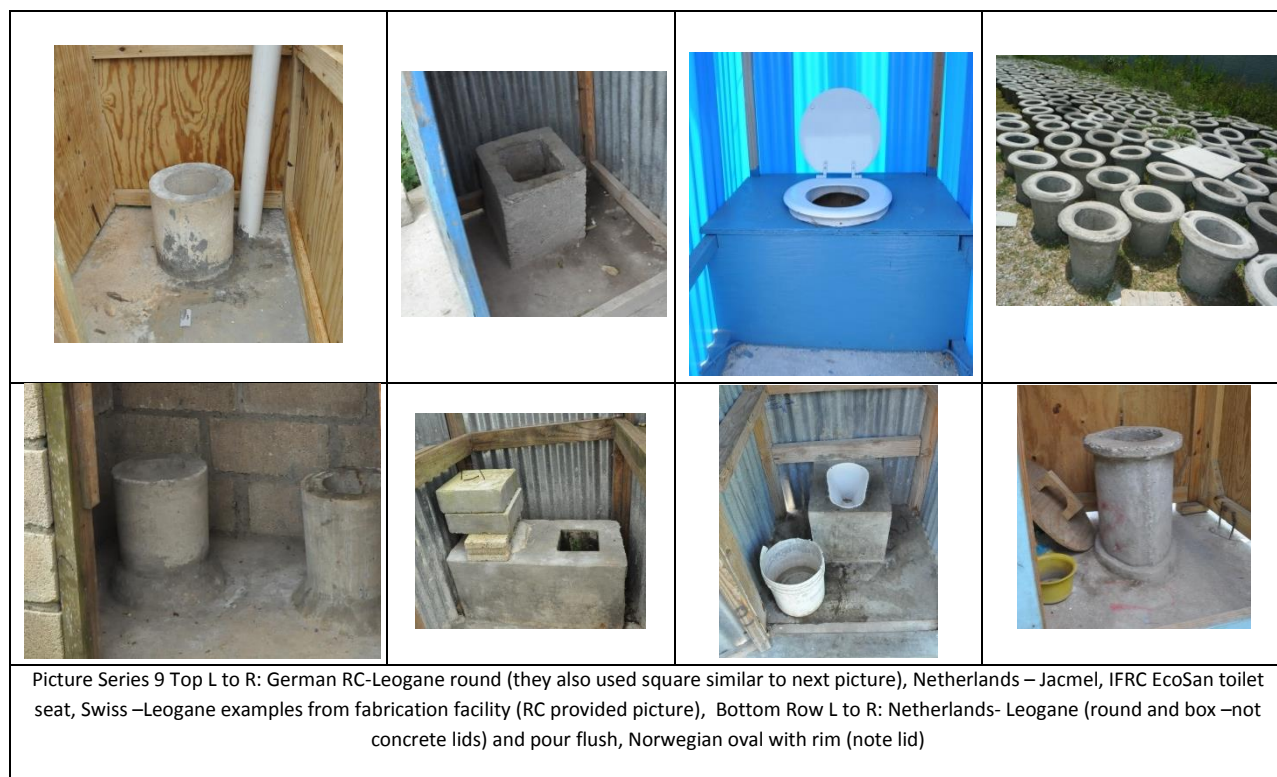 Picture Series 9 Top L to R: German RC-Leogane round (they also used square similar to next picture), Netherlands – Jacmel, IFRC EcoSan toilet
seat, Swiss –Leogane examples from fabrication facility (RC provided picture),  Bottom Row L to R: Netherlands- Leogane (round and box –not
concrete lids) and pour flush, Norwegian oval with rim (note lid)